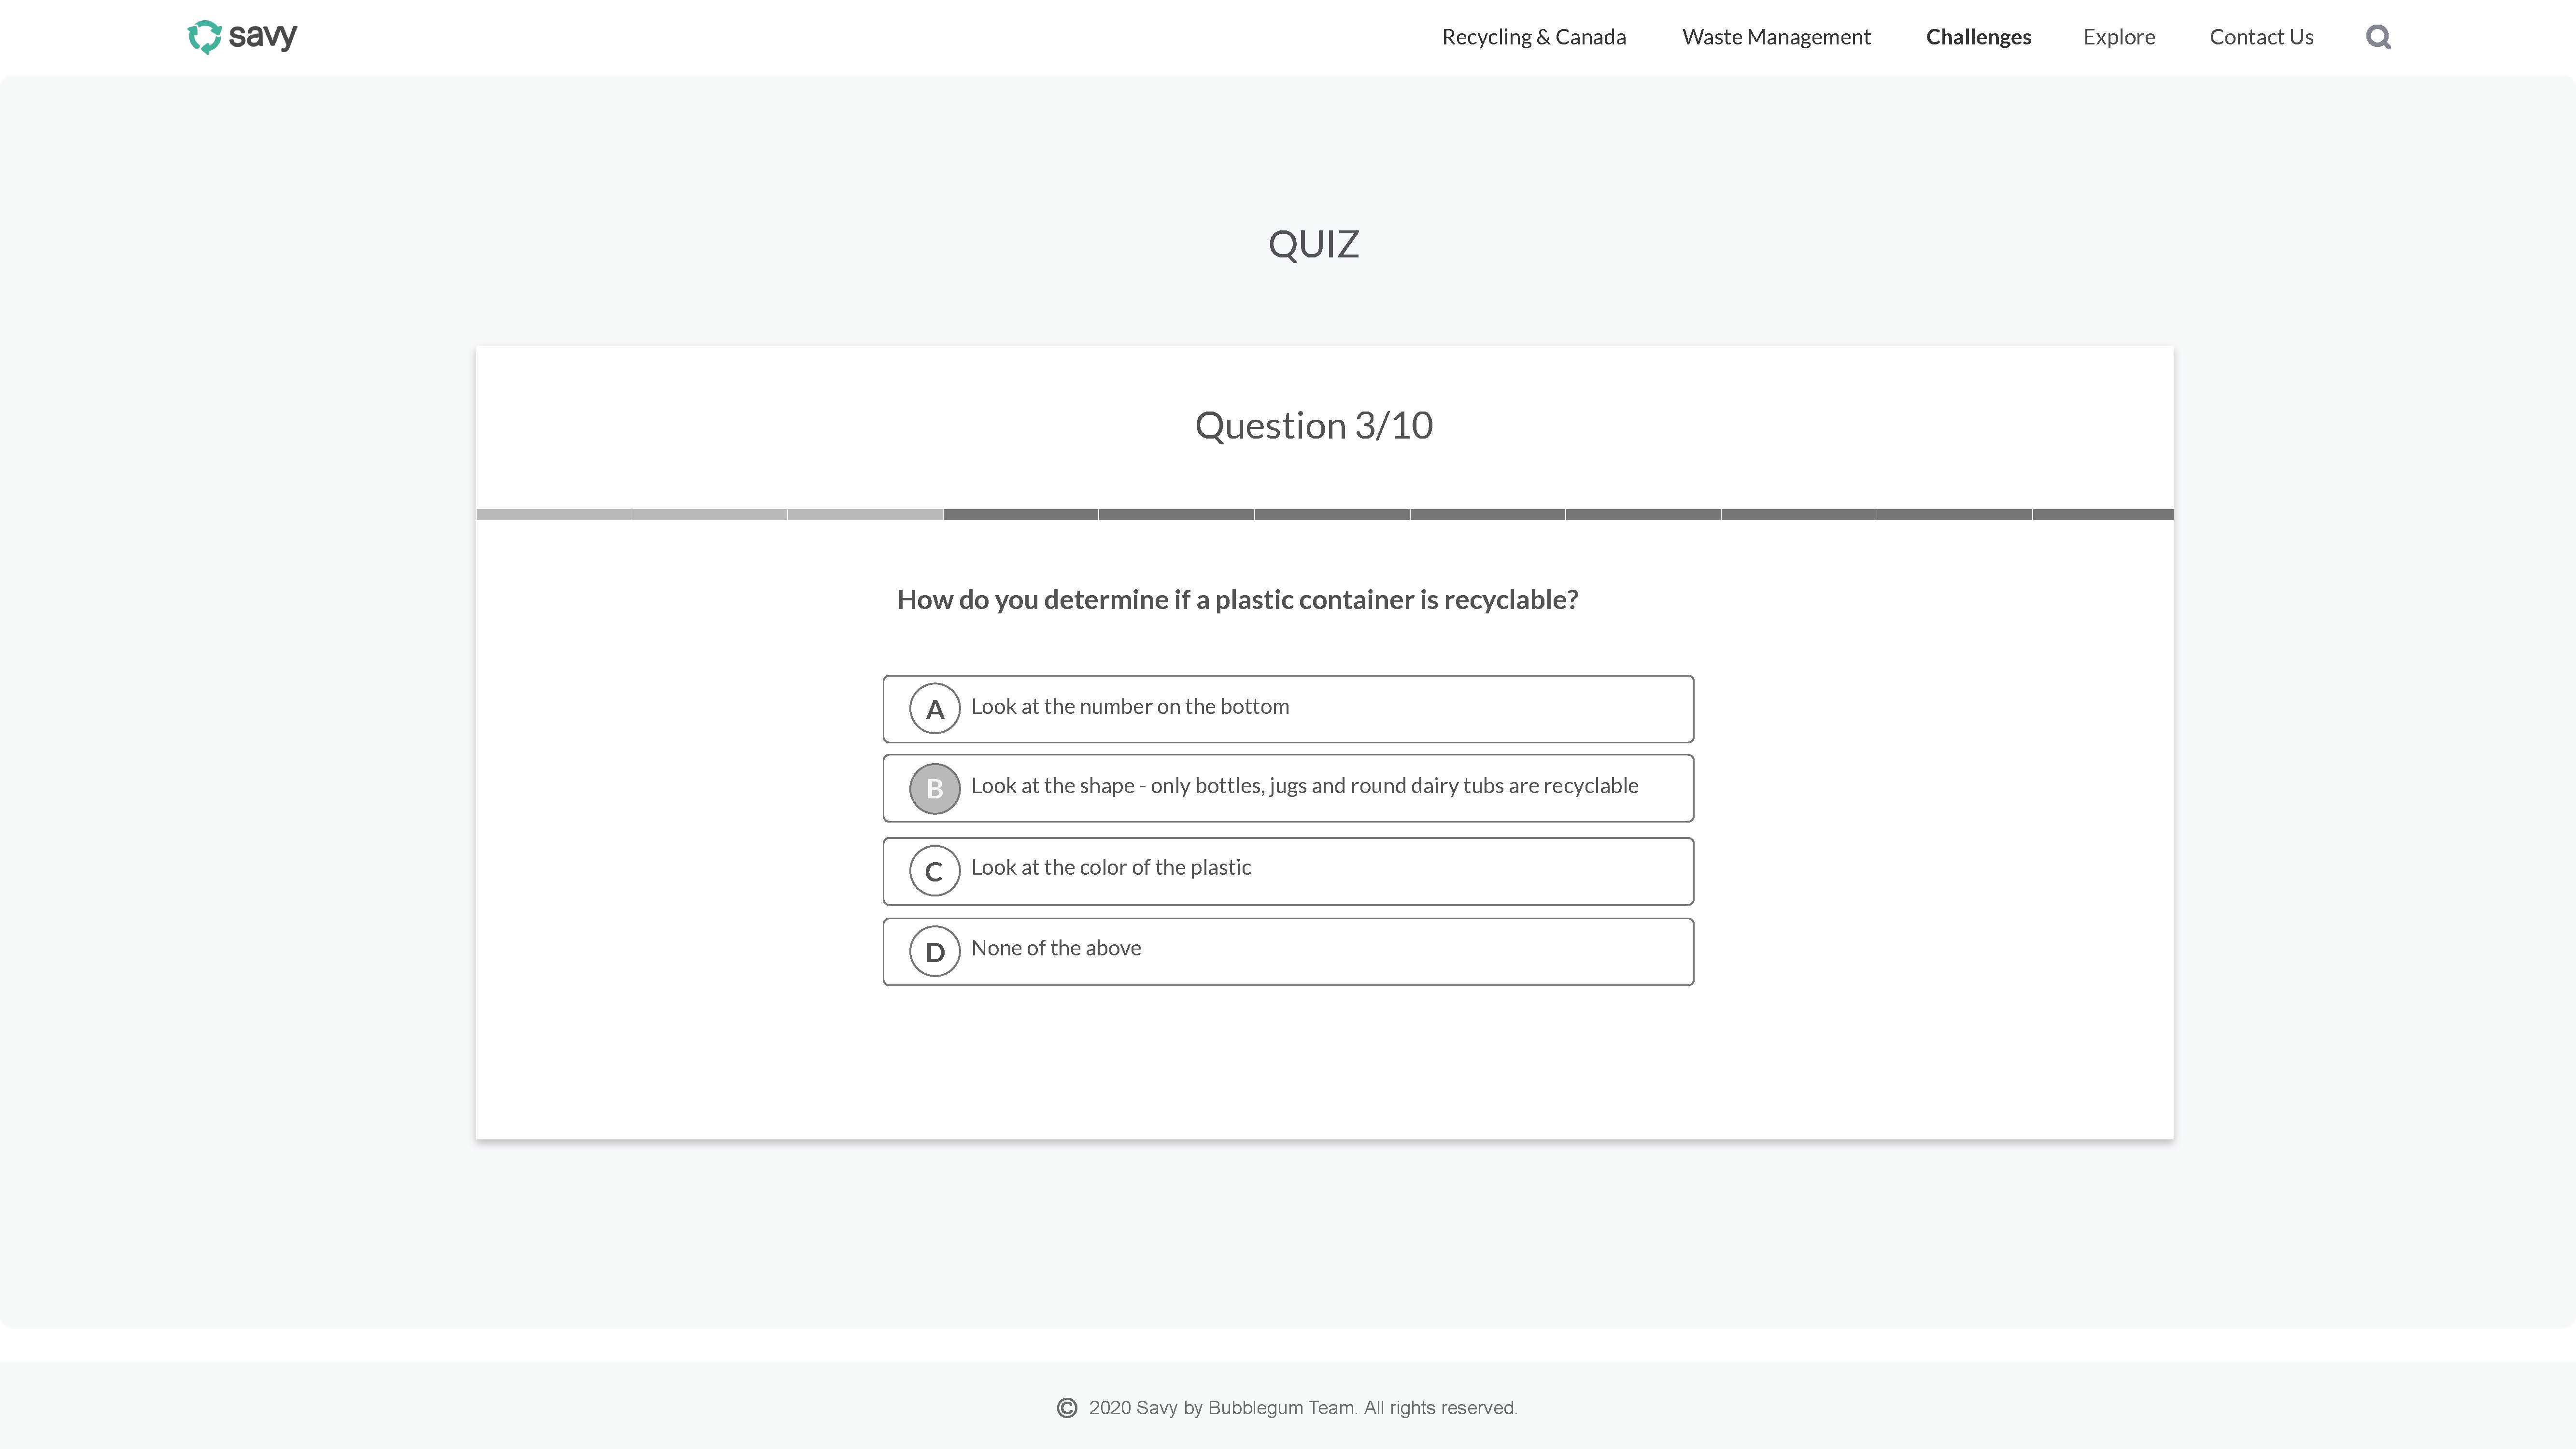 savy
Recycling & Canada
Waste Management
Challenges
Explore
Contact Us
QUIZ
Question 3/10
How do you determine if a plastic container is recyclable?
A Look at the number on the bottom
B Look at the shape - only bottles, jugs and round dairy tubs are recyclable
C Look at the color of the plastic
D None of the above
© 2020 Savy by Bubblegum Team. All rights reserved.